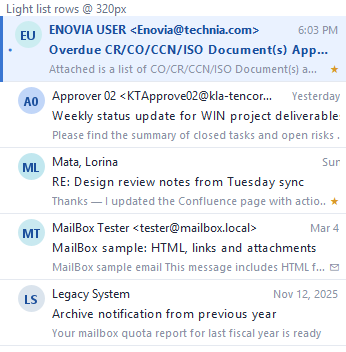 Light list rows @ 320px
EU ENOVIA USER <Enovia@technia.com> 6:03 PM
Overdue CR/CO/CCN/ISO Document(s) App...
Attached is a list of CO/CR/CCN/ISO Document(s) a... ★
A0 Approver 02 <KTApprove02@kla-tencor... Yesterday
Weekly status update for WIN project deliverables
Please find the summary of closed tasks and open risks .
ML Mata, Lorina Sun
RE: Design review notes from Tuesday sync
Thanks — I updated the Confluence page with actio.. ★
MT MailBox Tester <tester@mailbox.local> Mar 4
MailBox sample: HTML, links and attachments
MailBox sample email This message includes HTML f...
LS Legacy System Nov 12, 2025
Archive notification from previous year
Your mailbox quota report for last fiscal year is ready